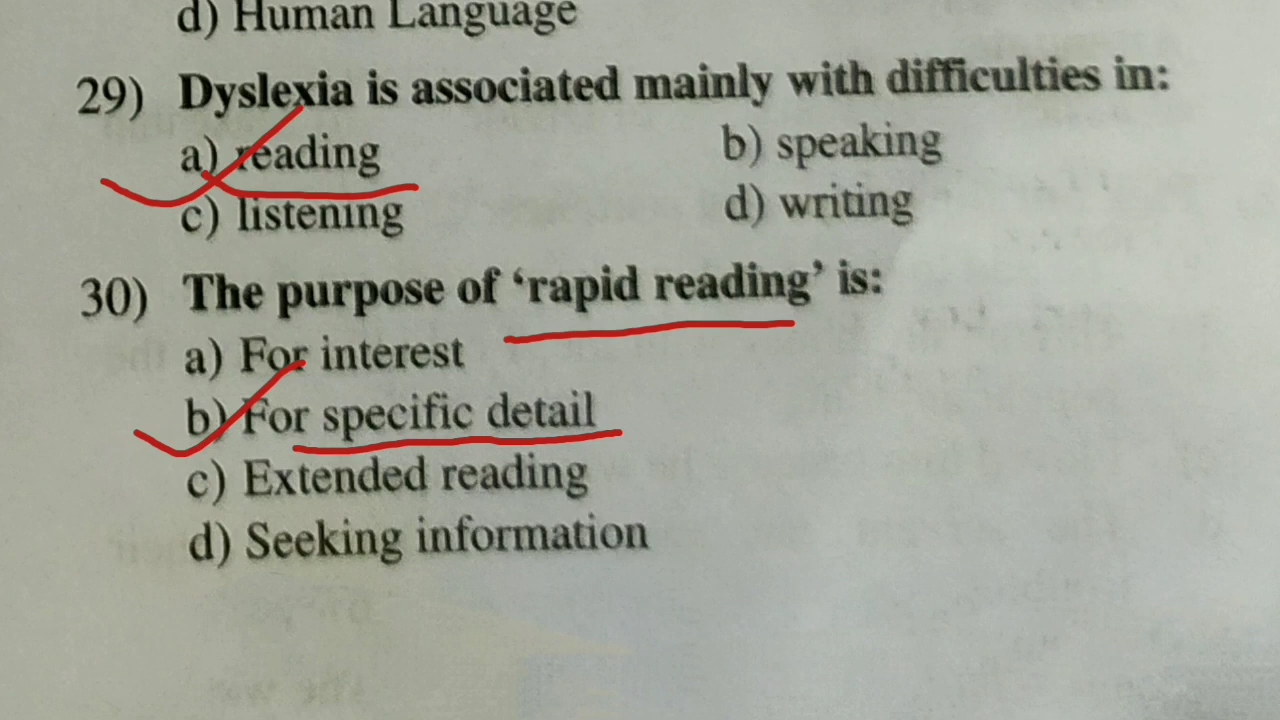 d) Human Language
29) Dyslexia is associated mainly with difficulties in:
a) reading b) speaking
c) listening d) writing
30) The purpose of ‘rapid reading’ is:
a) For interest
b) For specific detail
c) Extended reading
d) Seeking information